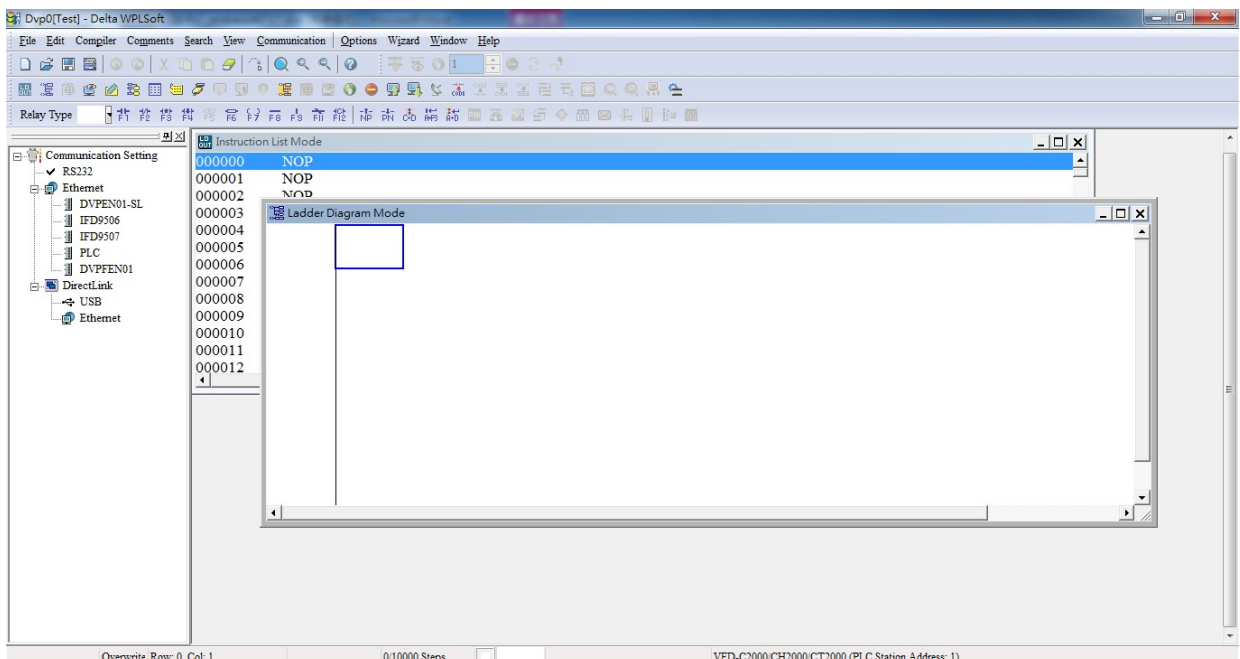 Dvp0[Test] - Delta WPLSoft
File Edit Compiler Comments Search View Communication Options Wizard Window Help
1
Relay Type
Communication Setting
RS232
Ethernet
DVPEN01-SL
IFD9506
IFD9507
PLC
DVPFEN01
DirectLink
USB
Ethernet
Instruction List Mode
000000 NOP
000001 NOP
000002 NOP
000003
000004
000005
000006
000007
000008
000009
000010
000011
000012
Ladder Diagram Mode
Overwrite Row: 0, Col: 1 0/10000 Steps VFD-C2000/CH2000/CT2000 (PLC Station Address: 1)